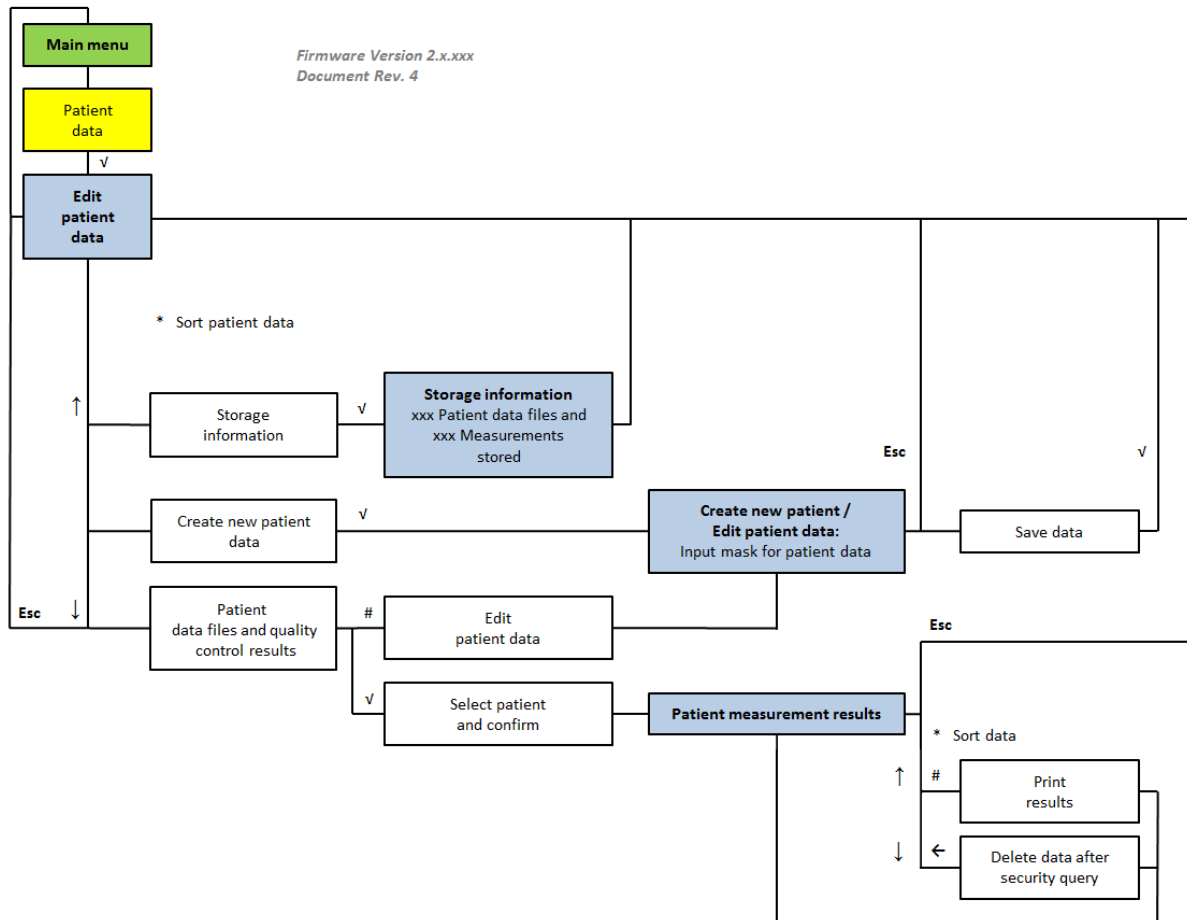 Main menu
Firmware Version 2.x.xxx
Document Rev. 4
Patient
data
√
Edit
patient
data
* Sort patient data
↑
Storage
information
√
Storage information
xxx Patient data files and
xxx Measurements
stored
Esc
√
Create new patient
data
√
Create new patient /
Edit patient data:
Input mask for patient data
Save data
Esc
↓
Patient
data files and quality
control results
#
Edit
patient data
Esc
√
Select patient
and confirm
Patient measurement results
* Sort data
↑
#
Print
results
↓
←
Delete data after
security query